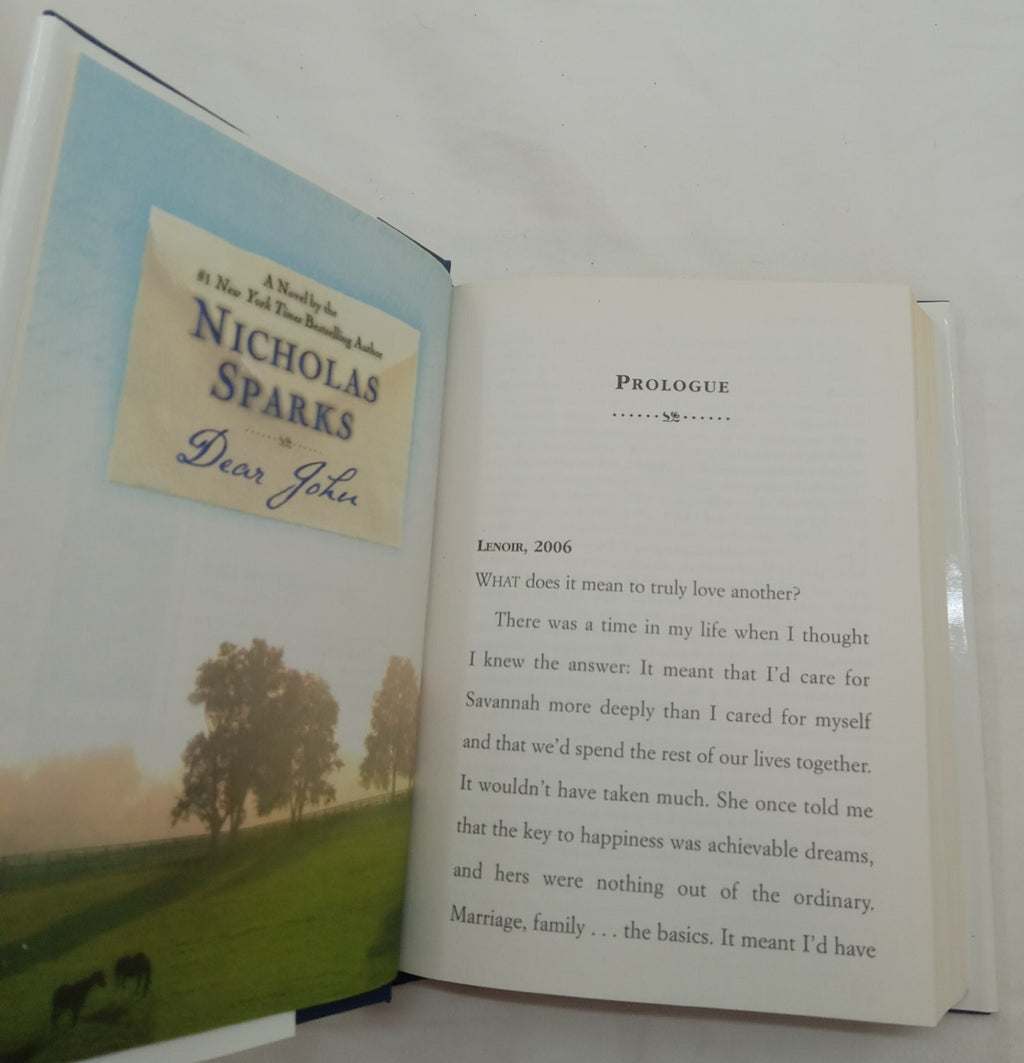 A Novel by the
#1 New York Times Bestselling Author
NICHOLAS
SPARKS
Dear John
PROLOGUE
LENOIR, 2006
WHAT does it mean to truly love another?
There was a time in my life when I thought
I knew the answer: It meant that I'd care for
Savannah more deeply than I cared for myself
and that we'd spend the rest of our lives together.
It wouldn't have taken much. She once told me
that the key to happiness was achievable dreams,
and hers were nothing out of the ordinary.
Marriage, family . . . the basics. It meant I'd have